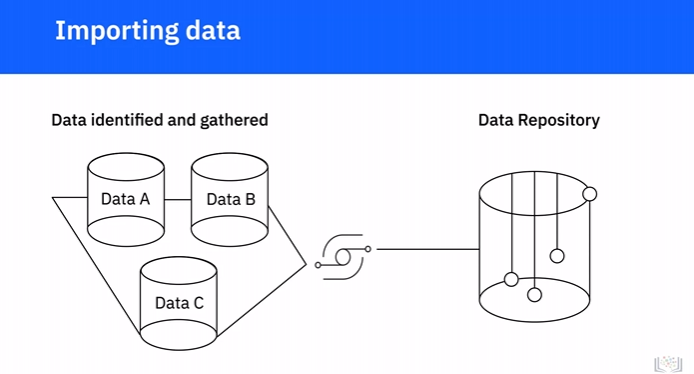 Importing data
Data identified and gathered
Data Repository
Data A
Data B
Data C